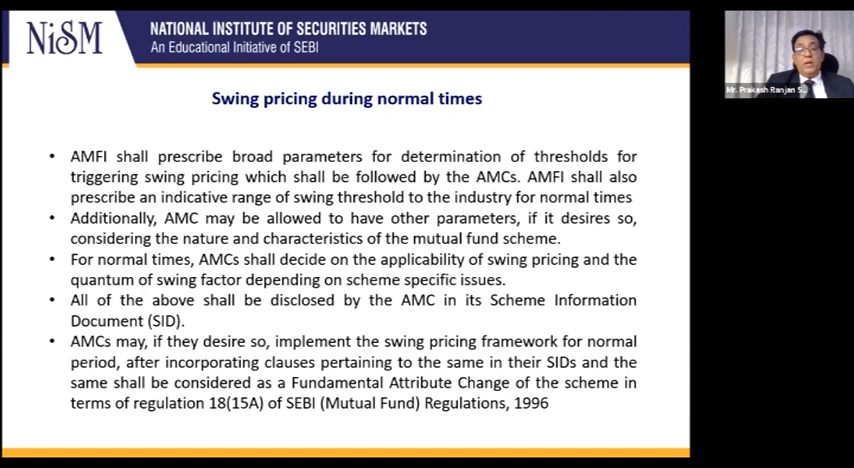 NiSM
NATIONAL INSTITUTE OF SECURITIES MARKETS
An Educational Initiative of SEBI
Swing pricing during normal times
• AMFI shall prescribe broad parameters for determination of thresholds for
triggering swing pricing which shall be followed by the AMCs. AMFI shall also
prescribe an indicative range of swing threshold to the industry for normal times
• Additionally, AMC may be allowed to have other parameters, if it desires so,
considering the nature and characteristics of the mutual fund scheme.
• For normal times, AMCs shall decide on the applicability of swing pricing and the
quantum of swing factor depending on scheme specific issues.
• All of the above shall be disclosed by the AMC in its Scheme Information
Document (SID).
• AMCs may, if they desire so, implement the swing pricing framework for normal
period, after incorporating clauses pertaining to the same in their SIDs and the
same shall be considered as a Fundamental Attribute Change of the scheme in
terms of regulation 18(15A) of SEBI (Mutual Fund) Regulations, 1996
Mr. Prakash Ranjan S...